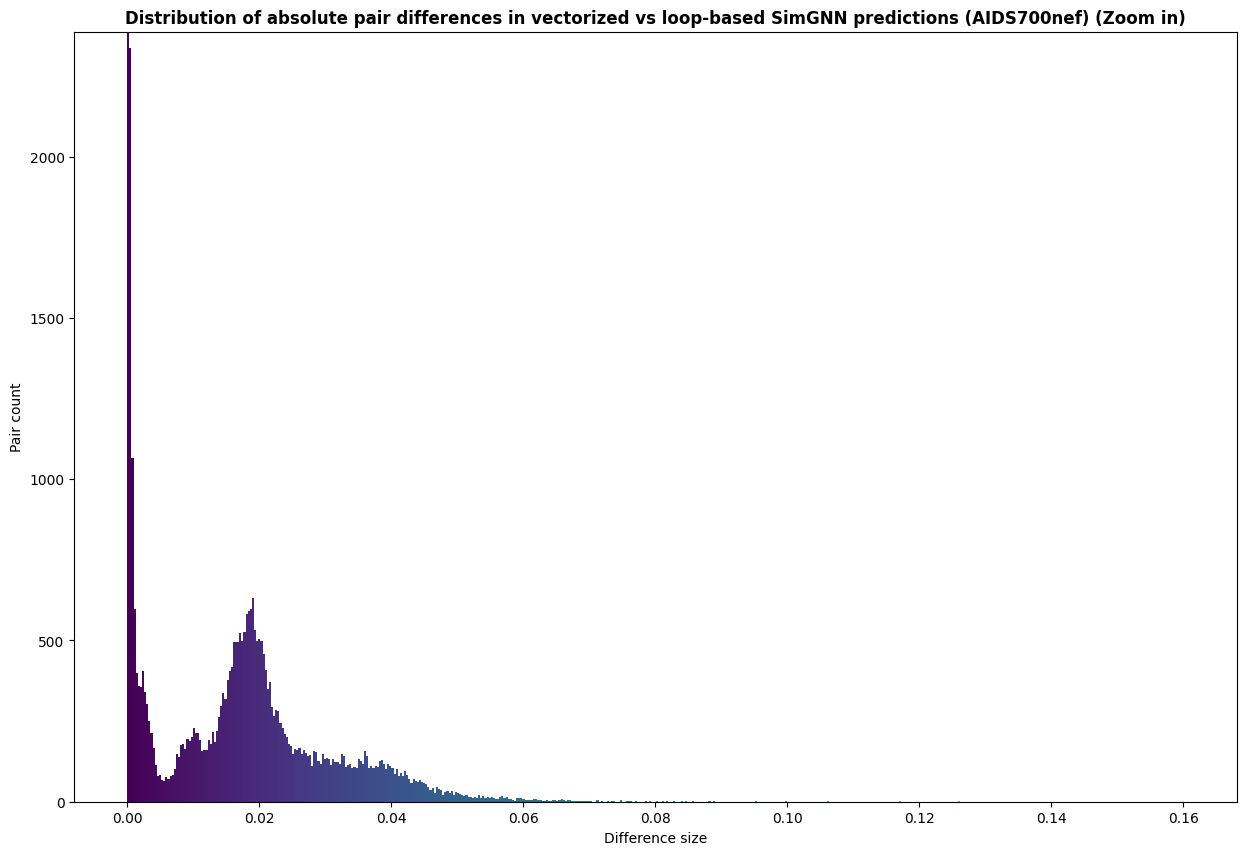 Distribution of absolute pair differences in vectorized vs loop-based SimGNN predictions (AIDS700nef) (Zoom in)
2000
1500
1000
500
0
Pair count
0.00 0.02 0.04 0.06 0.08 0.10 0.12 0.14 0.16
Difference size